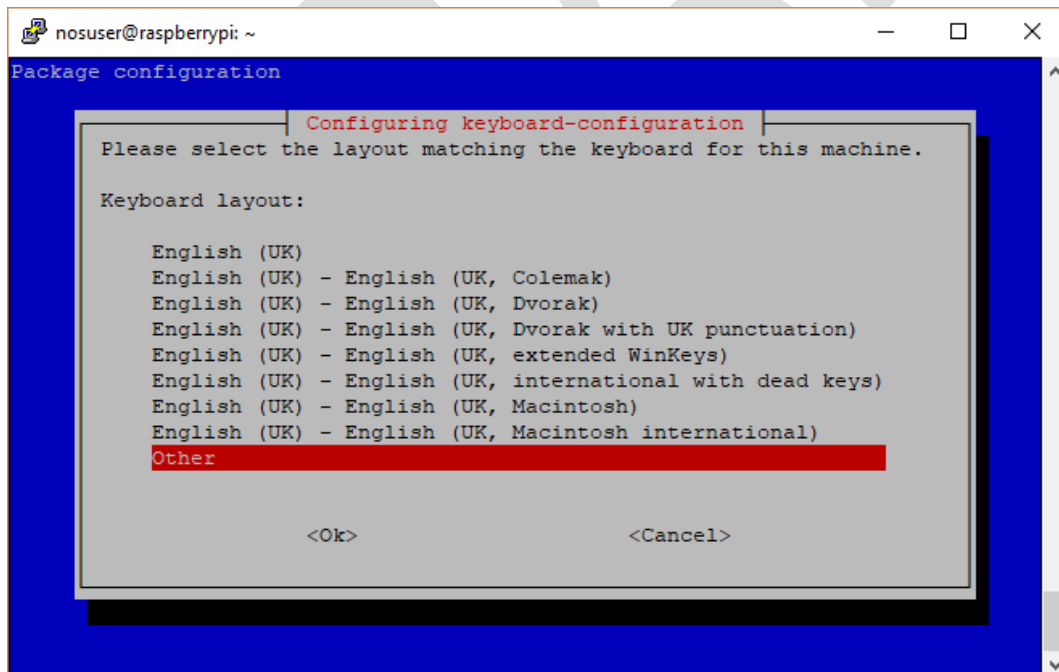 nosuser@raspberrypi: ~
Package configuration
Configuring keyboard-configuration
Please select the layout matching the keyboard for this machine.
Keyboard layout:
English (UK)
English (UK) - English (UK, Colemak)
English (UK) - English (UK, Dvorak)
English (UK) - English (UK, Dvorak with UK punctuation)
English (UK) - English (UK, extended WinKeys)
English (UK) - English (UK, international with dead keys)
English (UK) - English (UK, Macintosh)
English (UK) - English (UK, Macintosh international)
Other
<Ok> <Cancel>